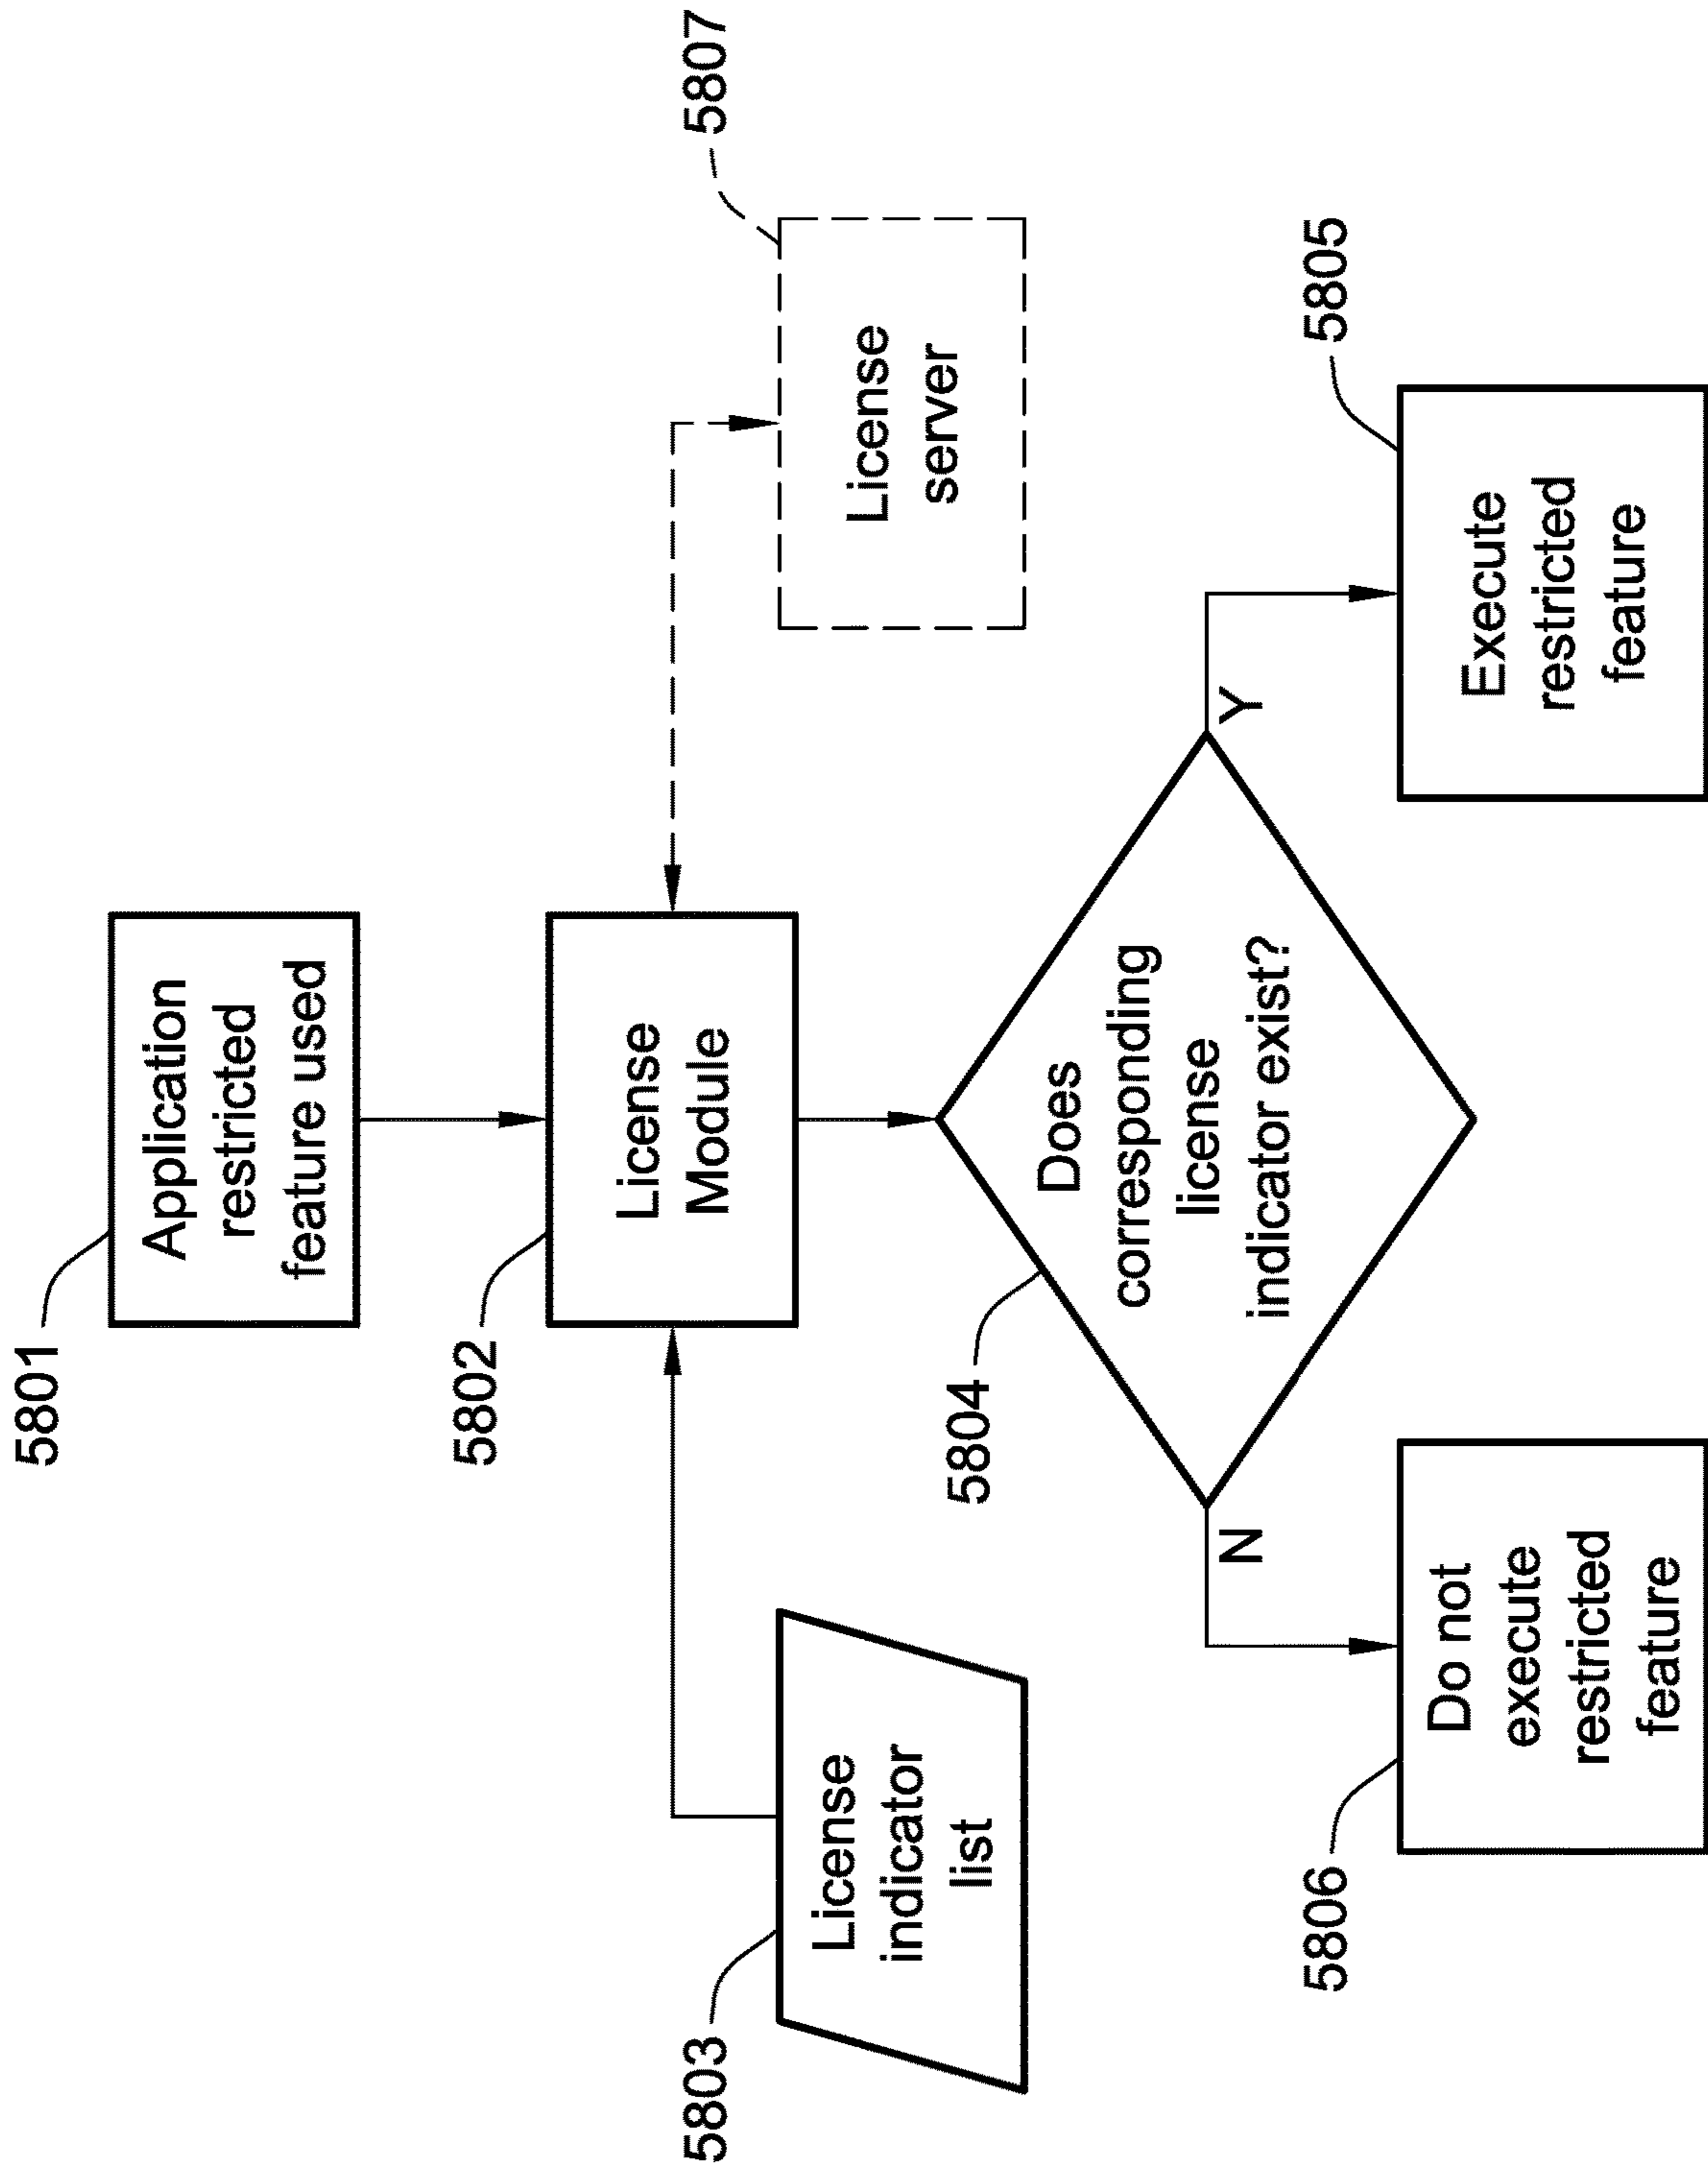 5801
Application
restricted
feature used
5802
License
Module
5807
License
server
5803
License
indicator
list
5804
Does
corresponding
license
indicator exist?
N
Y
5806
Do not
execute
restricted
feature
5805
Execute
restricted
feature